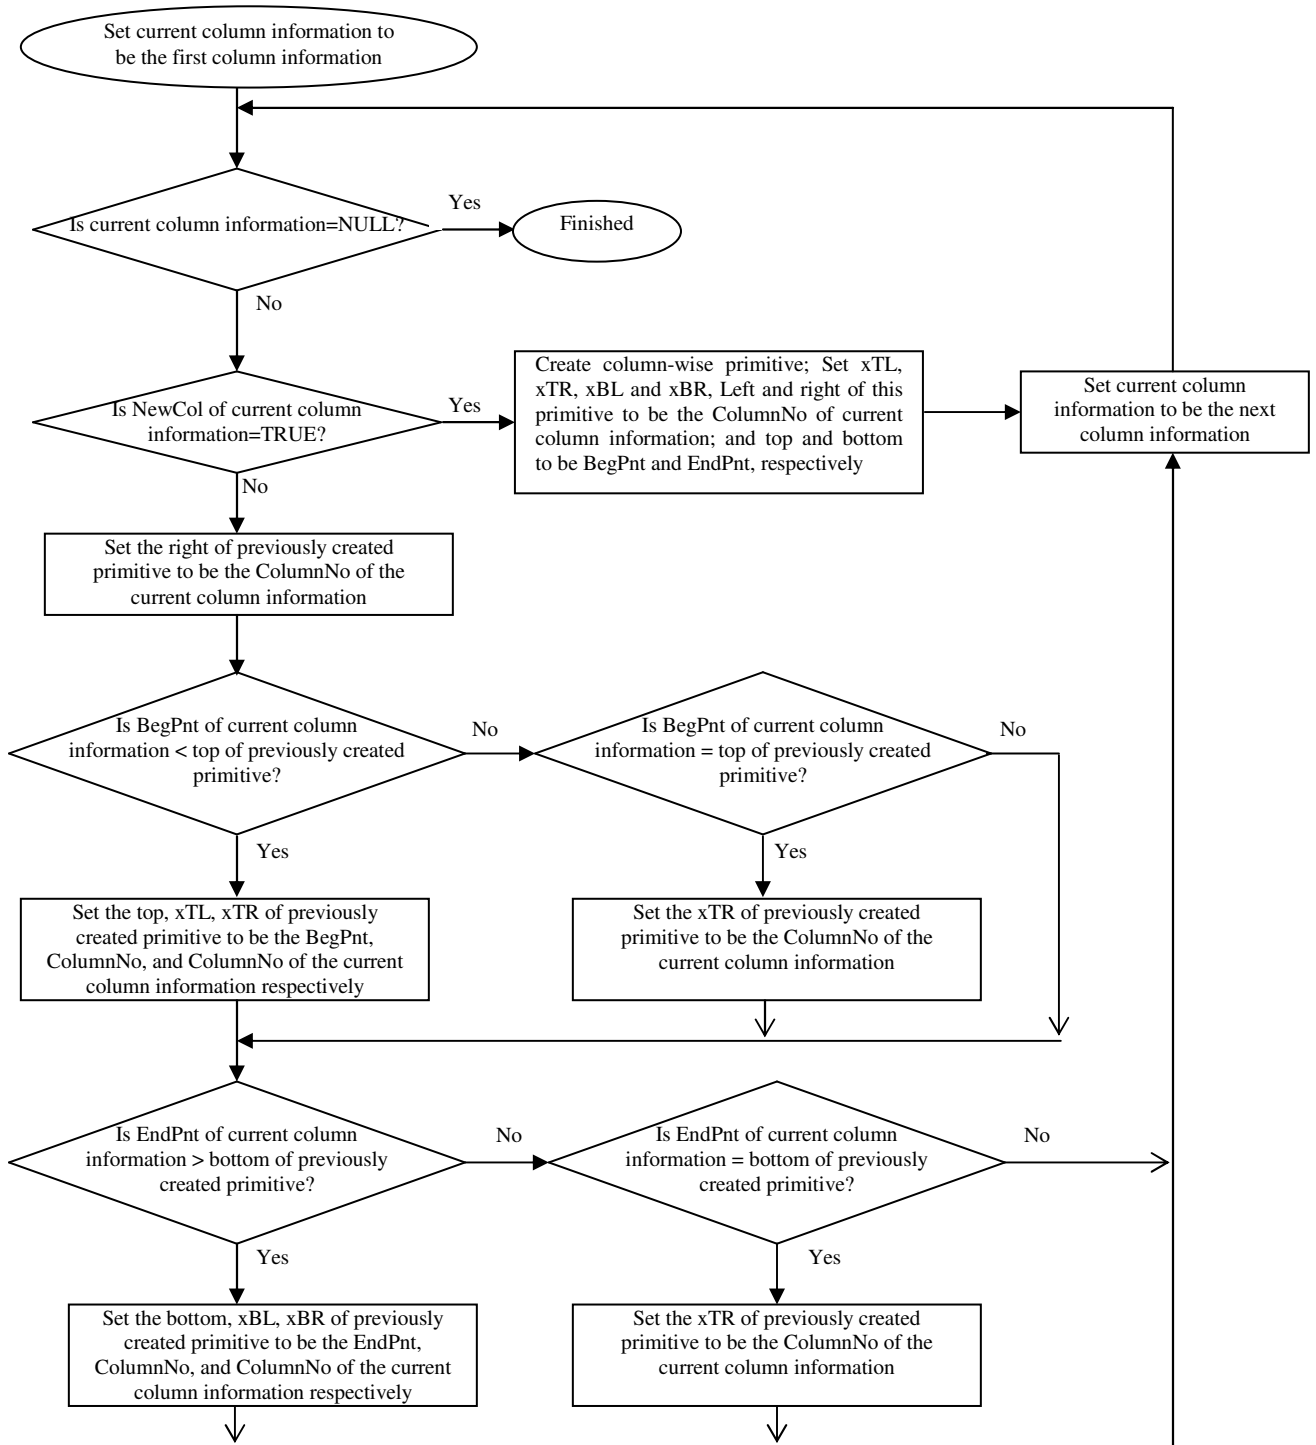 Set current column information to
be the first column information
Is current column information=NULL?
Yes
Finished
No
Is NewCol of current column
information=TRUE?
Yes
Create column-wise primitive; Set xTL,
xTR, xBL and xBR, Left and right of this
primitive to be the ColumnNo of current
column information; and top and bottom
to be BegPnt and EndPnt, respectively
Set current column
information to be the next
column information
No
Set the right of previously created
primitive to be the ColumnNo of the
current column information
Is BegPnt of current column
information < top of previously created
primitive?
No
Is BegPnt of current column
information = top of previously created
primitive?
No
Yes
Yes
Set the top, xTL, xTR of previously
created primitive to be the BegPnt,
ColumnNo, and ColumnNo of the current
column information respectively
Set the xTR of previously created
primitive to be the ColumnNo of the
current column information
Is EndPnt of current column
information > bottom of previously
created primitive?
No
Is EndPnt of current column
information = bottom of previously
created primitive?
No
Yes
Yes
Set the bottom, xBL, xBR of previously
created primitive to be the EndPnt,
ColumnNo, and ColumnNo of the current
column information respectively
Set the xTR of previously created
primitive to be the ColumnNo of the
current column information